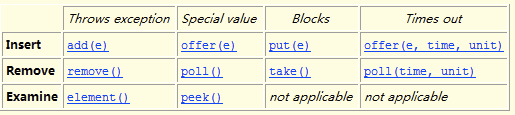 Throws exception Special value Blocks Times out
Insert add(e) offer(e) put(e) offer(e, time, unit)
Remove remove() poll() take() poll(time, unit)
Examine element() peek() not applicable not applicable